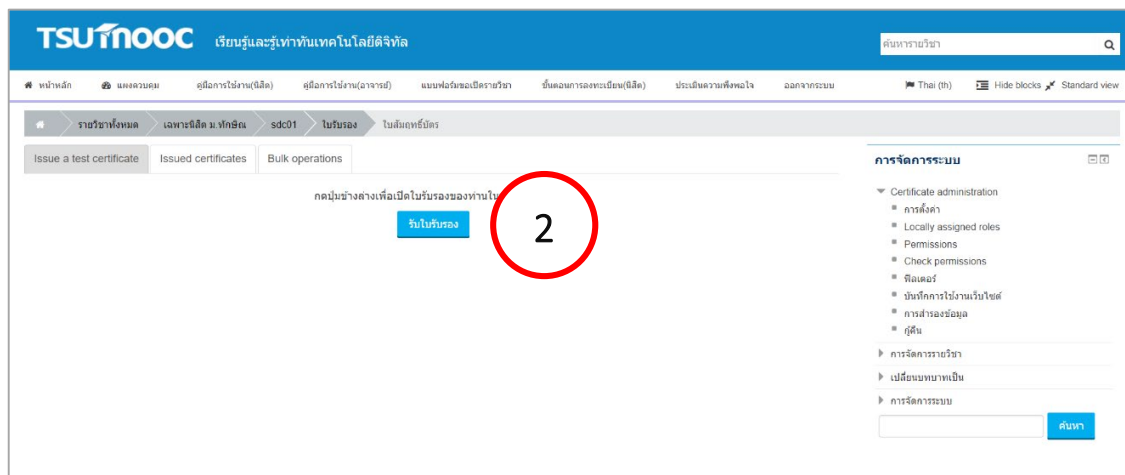 TSU mooc เรียนรู้และรู้เท่าทันเทคโนโลยีดิจิทัล
ค้นหารายวิชา
หน้าหลัก แผงควบคุม คู่มือการใช้งาน(นิสิต) คู่มือการใช้งาน(อาจารย์) แบบฟอร์มขอเปิดรายวิชา ขั้นตอนการลงทะเบียน(นิสิต) ประเมินความพึงพอใจ ออกจากระบบ Thai (th) Hide blocks Standard view
รายวิชาทั้งหมด เฉพาะนิสิต ม.ทักษิณ sdc01 ใบรับรอง ใบสัมฤทธิ์บัตร
Issue a test certificate Issued certificates Bulk operations
กดปุ่มข้างล่างเพื่อเปิดใบรับรองของท่านใน
รับใบรับรอง
2
การจัดการระบบ
Certificate administration
การตั้งค่า
Locally assigned roles
Permissions
Check permissions
ฟิลเตอร์
บันทึกการใช้งานเว็บไซต์
การสำรองข้อมูล
กู้คืน
การจัดการรายวิชา
เปลี่ยนบทบาทเป็น
การจัดการระบบ
ค้นหา